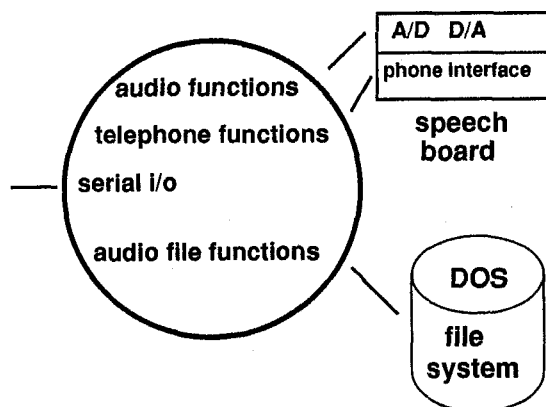 audio functions
telephone functions
serial i/o
audio file functions
A/D D/A
phone interface
speech
board
DOS
file
system